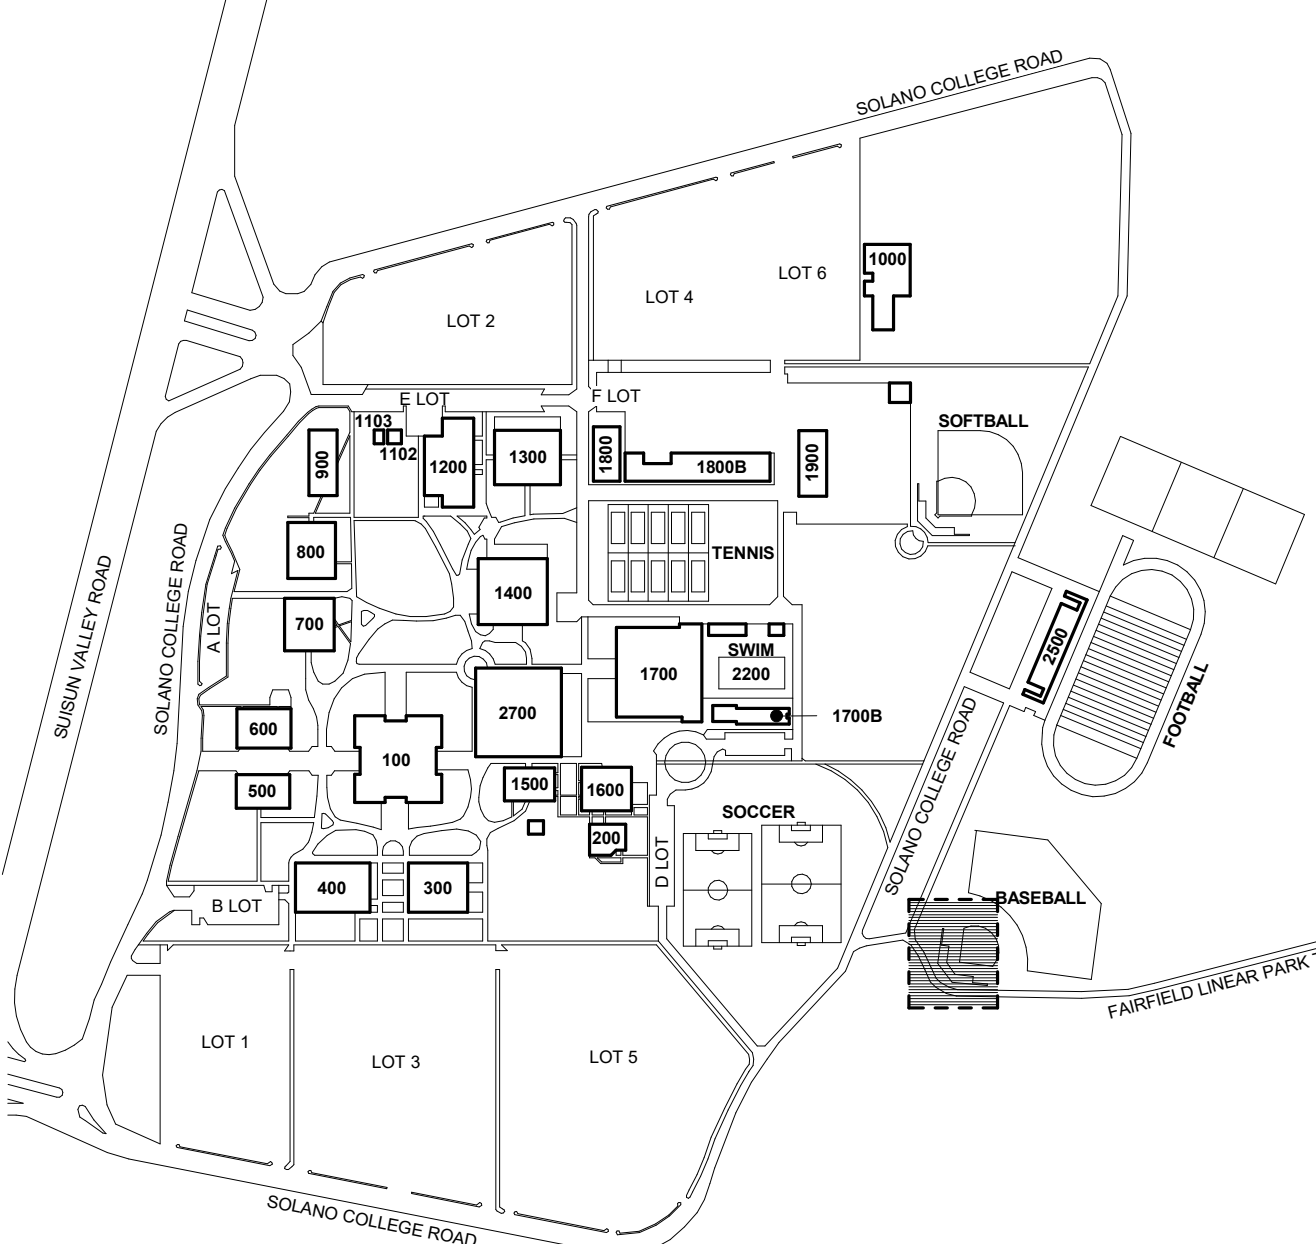 SOLANO COLLEGE ROAD
1000
LOT 6
LOT 4
LOT 2
E LOT
F LOT
1103
1102
SOFTBALL
900
1200
1300
1800
1800B
1900
800
TENNIS
1400
SUISUN VALLEY ROAD
SOLANO COLLEGE ROAD
A LOT
700
SWIM
2200
1700
2500
FOOTBALL
600
2700
1700B
100
SOLANO COLLEGE ROAD
500
1500
1600
SOCCER
200
D LOT
400
300
B LOT
BASEBALL
FAIRFIELD LINEAR PARK
LOT 1
LOT 3
LOT 5
SOLANO COLLEGE ROAD